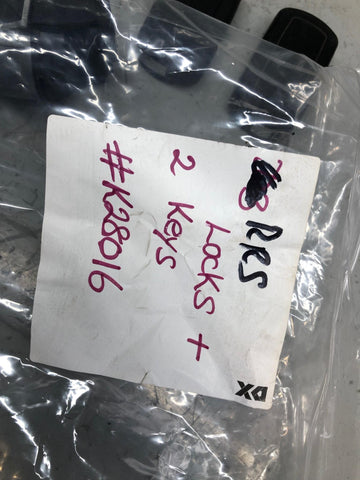 RRS
Locks +
2 Keys
#K28016
DX